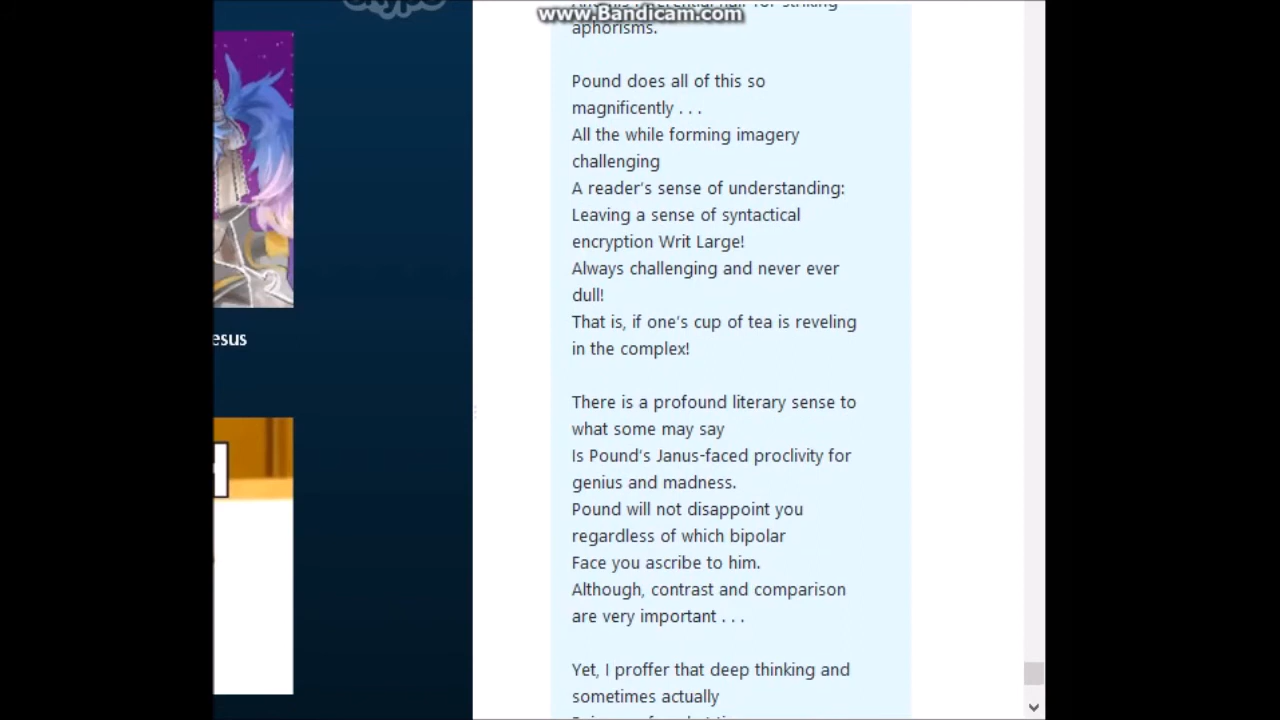 www.Bandicam.com
aphorisms.
Pound does all of this so
magnificently . . .
All the while forming imagery
challenging
A reader's sense of understanding:
Leaving a sense of syntactical
encryption Writ Large!
Always challenging and never ever
dull!
That is, if one's cup of tea is reveling
in the complex!
There is a profound literary sense to
what some may say
Is Pound's Janus-faced proclivity for
genius and madness.
Pound will not disappoint you
regardless of which bipolar
Face you ascribe to him.
Although, contrast and comparison
are very important . . .
Yet, I proffer that deep thinking and
sometimes actually
esus